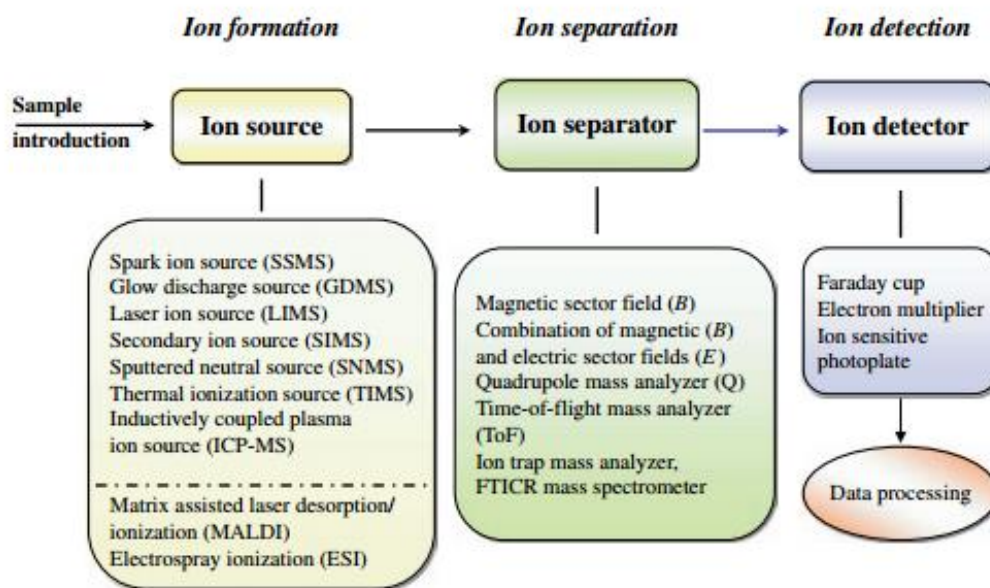 Ion formation
Ion separation
Ion detection
Sample
introduction
Ion source
Ion separator
Ion detector
Spark ion source (SSMS)
Glow discharge source (GDMS)
Laser ion source (LIMS)
Secondary ion source (SIMS)
Sputtered neutral source (SNMS)
Thermal ionization source (TIMS)
Inductively coupled plasma
ion source (ICP-MS)
Matrix assisted laser desorption/
ionization (MALDI)
Electrospray ionization (ESI)
Magnetic sector field (B)
Combination of magnetic (B)
and electric sector fields (E)
Quadrupole mass analyzer (Q)
Time-of-flight mass analyzer
(ToF)
Ion trap mass analyzer,
FTICR mass spectrometer
Faraday cup
Electron multiplier
Ion sensitive
photoplate
Data processing